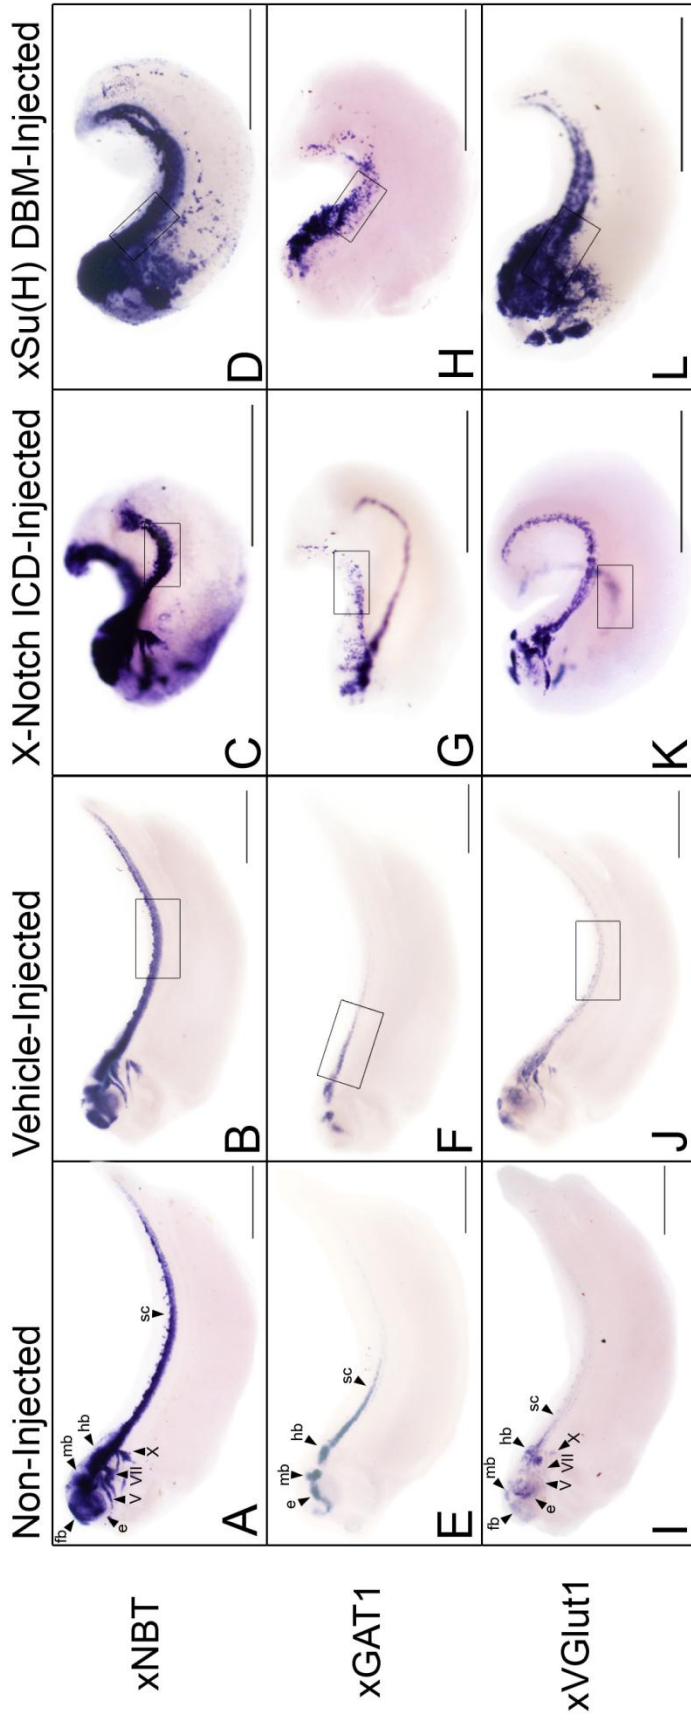 Non-Injected
Vehicle-Injected
X-Notch ICD-Injected
xSu(H) DBM-Injected
xNBT
fb
mb
hb
sc
e
V
VII
X
A
B
C
D
xGAT1
e
mb
hb
sc
E
F
G
H
xVGlut1
fb
mb
hb
sc
e
V
VII
X
I
J
K
L